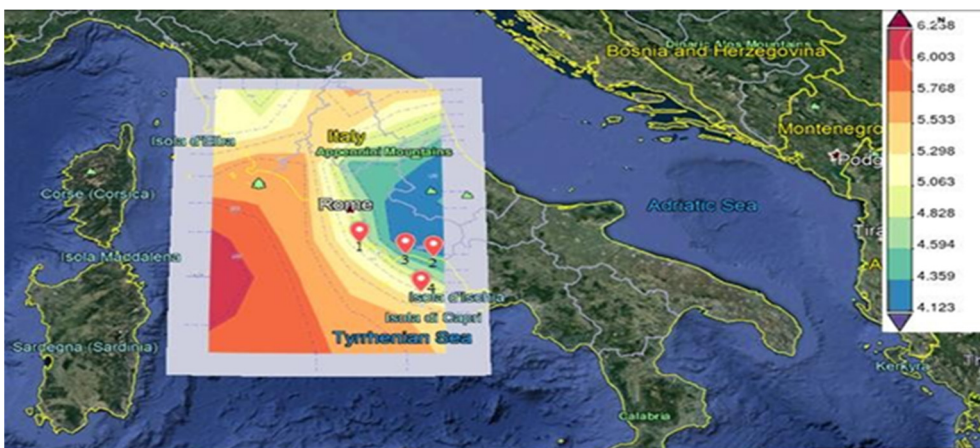 N
6.238
6.003
5.768
5.533
5.298
5.063
4.828
4.594
4.359
4.123
Dinaric Alps Mountains
Bosnia and Herzegovina
Montenegro
Podg
Tira
A
Kerkyra
Isola d'Elba
Italy
Appennini Mountains
Corse (Corsica)
Rome
Adriatic Sea
1
3
2
4
Isola Maddalena
Isola d'Ischia
Isola di Capri
Tyrrhenian Sea
Sardegna (Sardinia)
Calabria